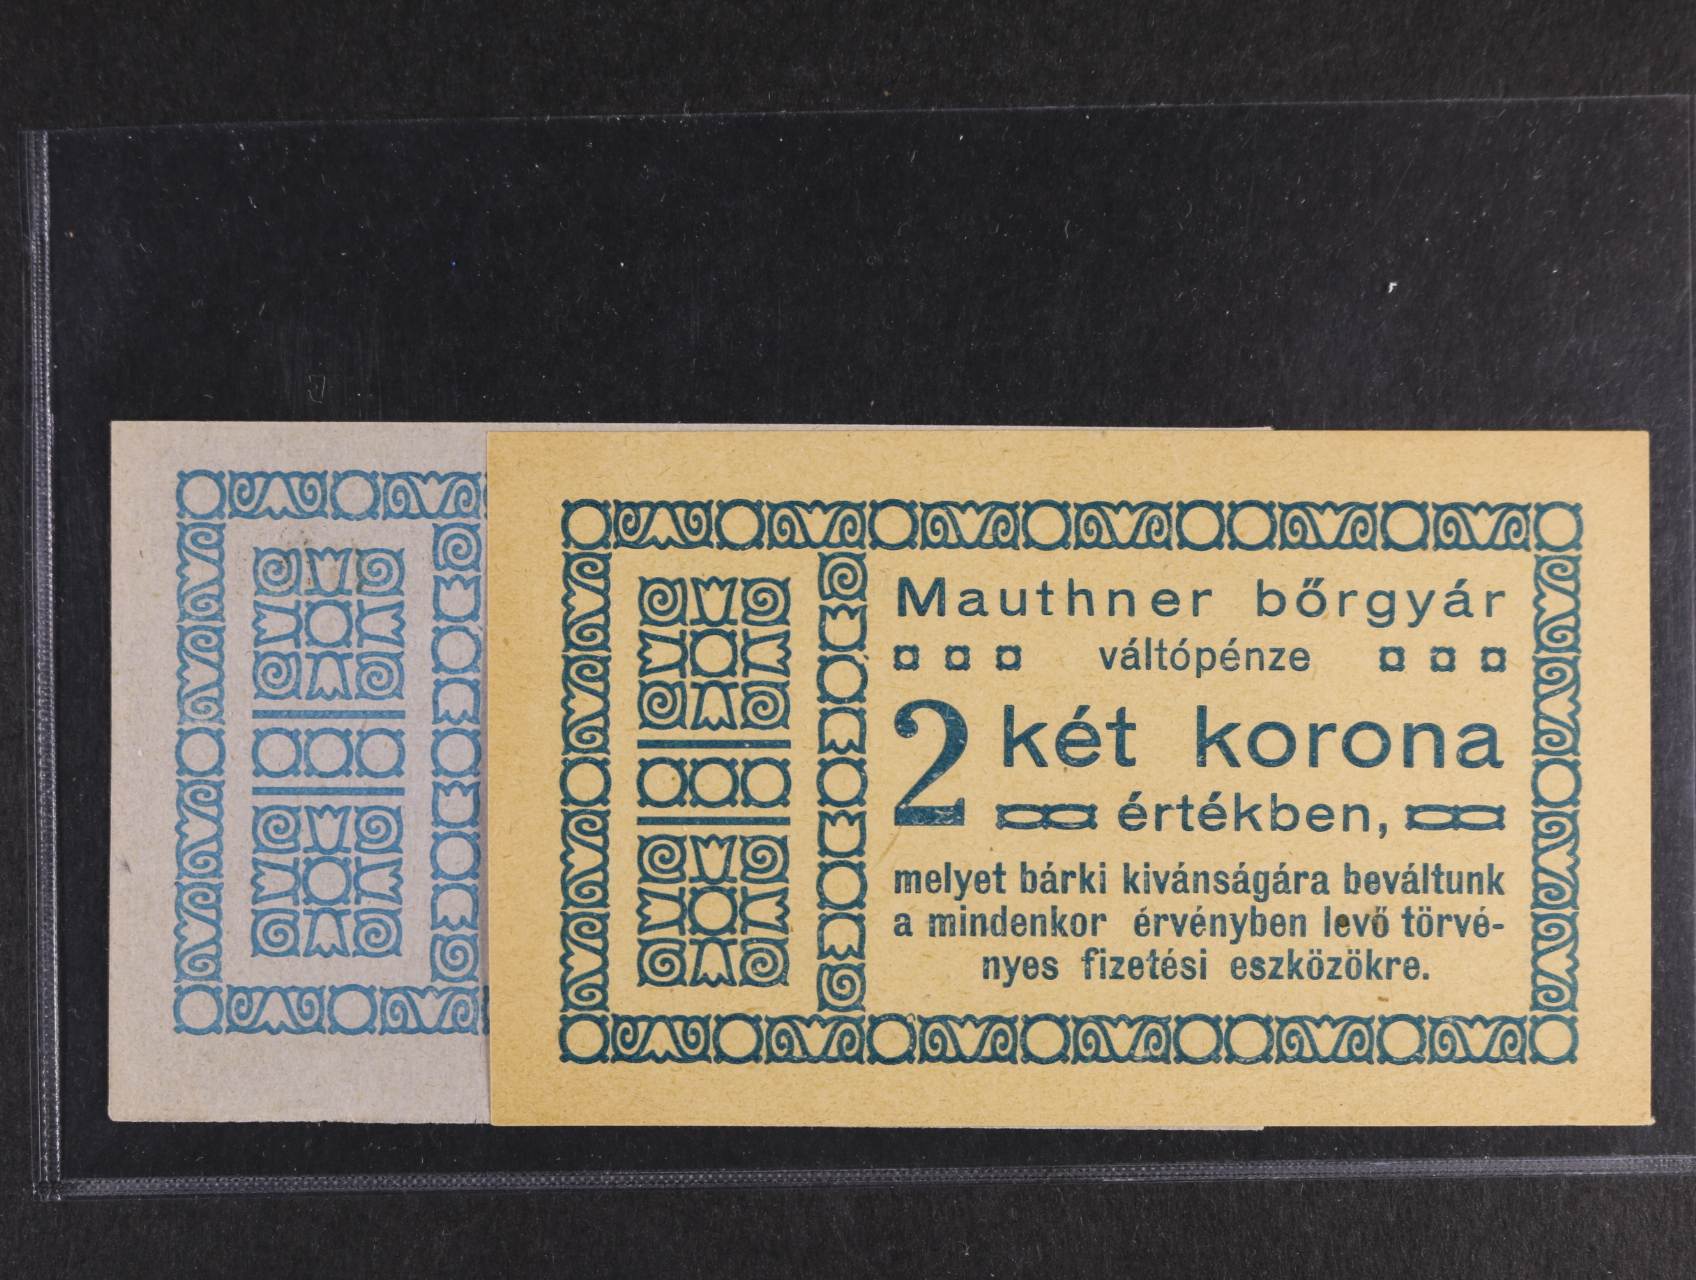 Mauthner bőrgyár
váltópénze
2 két korona
értékben,
melyet bárki kivánságára beváltunk
a mindenkor érvényben levő törvé-
nyes fizetési eszközökre.